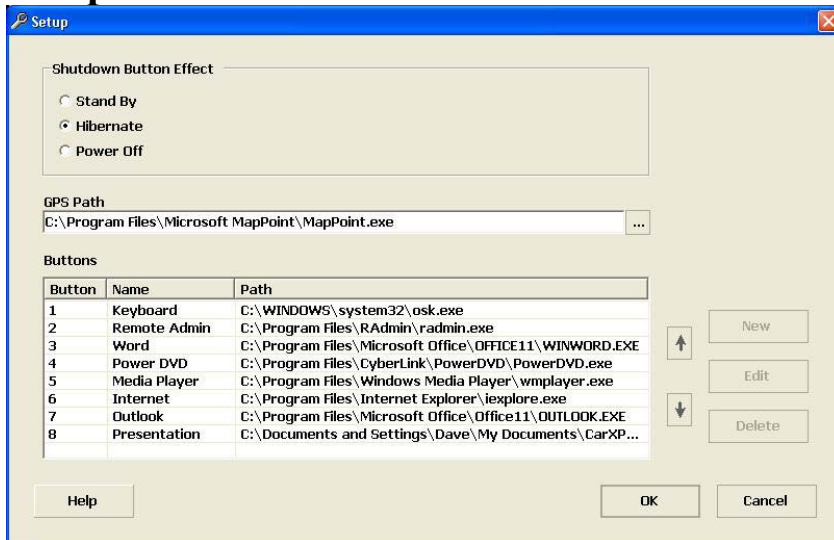 Setup
Shutdown Button Effect
Stand By
Hibernate
Power Off
GPS Path
C:\Program Files\Microsoft MapPoint\MapPoint.exe ...
Buttons
Button Name Path
1 Keyboard C:\WINDOWS\system32\osk.exe
2 Remote Admin C:\Program Files\RAdmin\radmin.exe
3 Word C:\Program Files\Microsoft Office\OFFICE11\WINWORD.EXE
4 Power DVD C:\Program Files\CyberLink\PowerDVD\PowerDVD.exe
5 Media Player C:\Program Files\Windows Media Player\wmplayer.exe
6 Internet C:\Program Files\Internet Explorer\iexplore.exe
7 Outlook C:\Program Files\Microsoft Office\Office11\OUTLOOK.EXE
8 Presentation C:\Documents and Settings\Dave\My Documents\CarXP...
New
Edit
Delete
Help OK Cancel